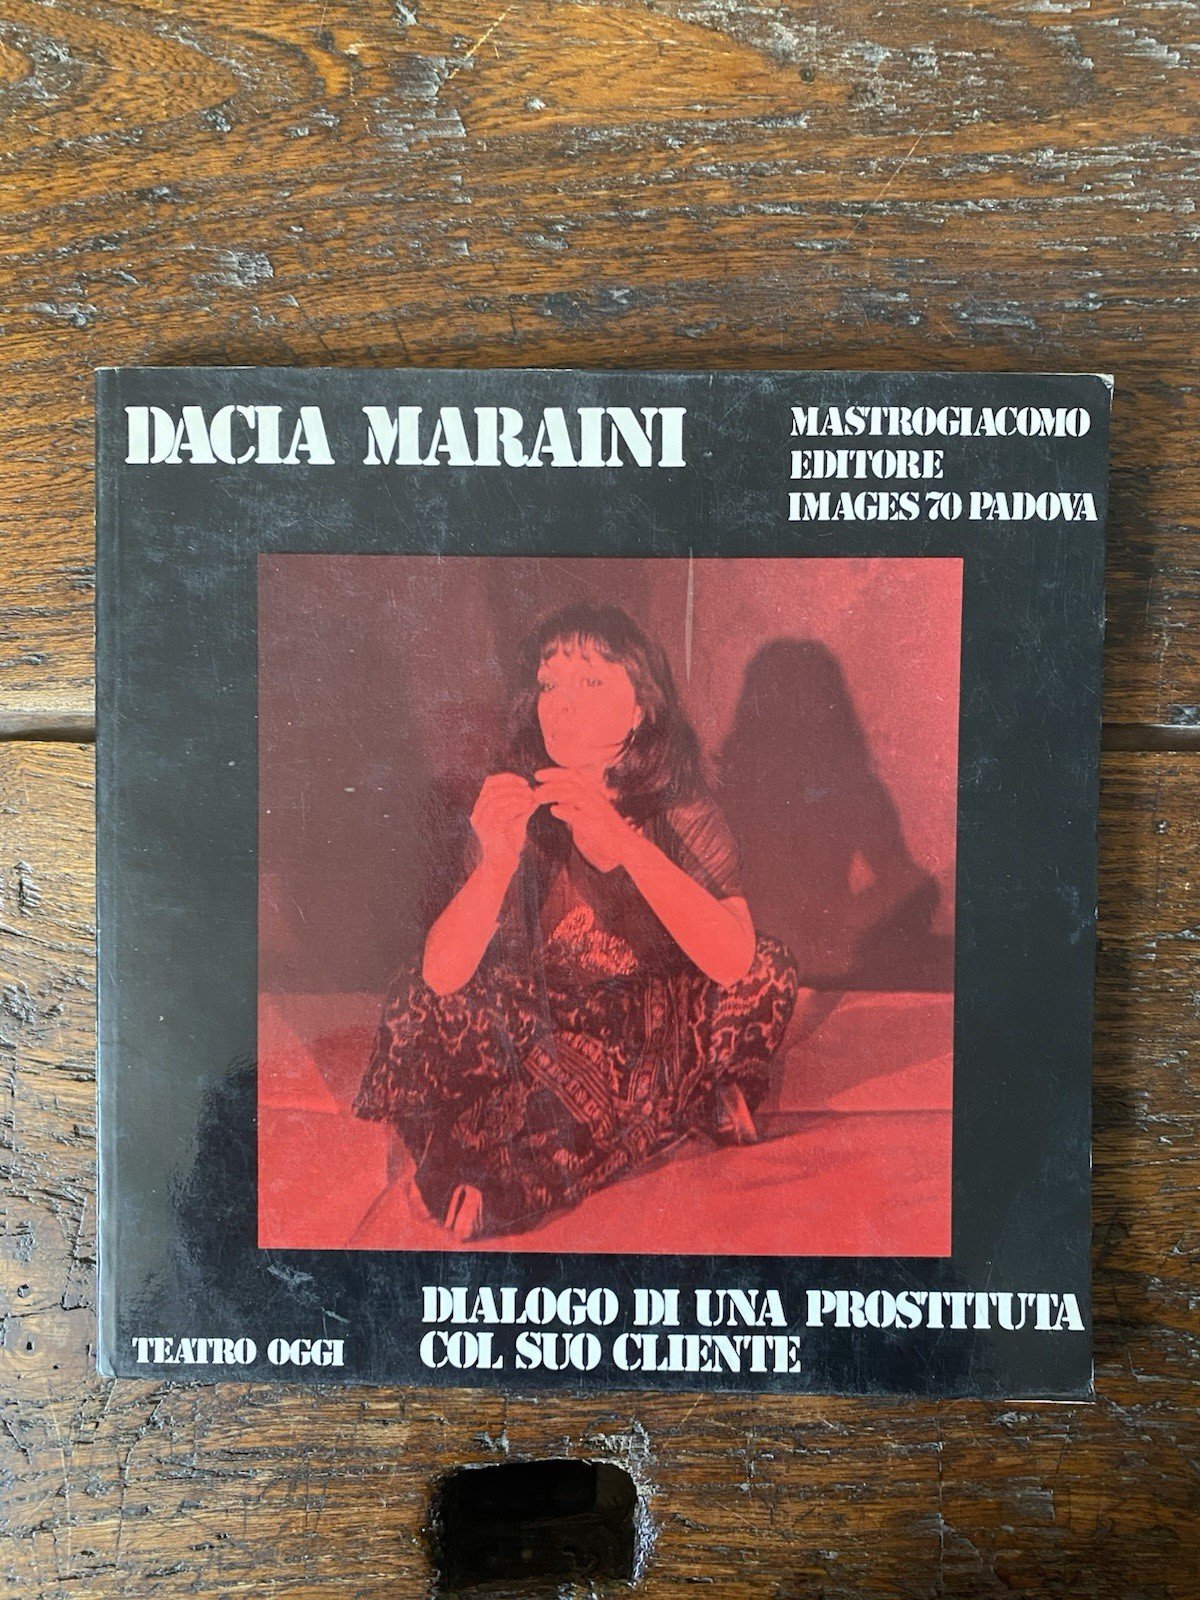 DACIA MARAINI
MASTROGIACOMO
EDITORE
IMAGES 70 PADOVA
DIALOGO DI UNA PROSTITUTA
COL SUO CLIENTE
TEATRO OGGI